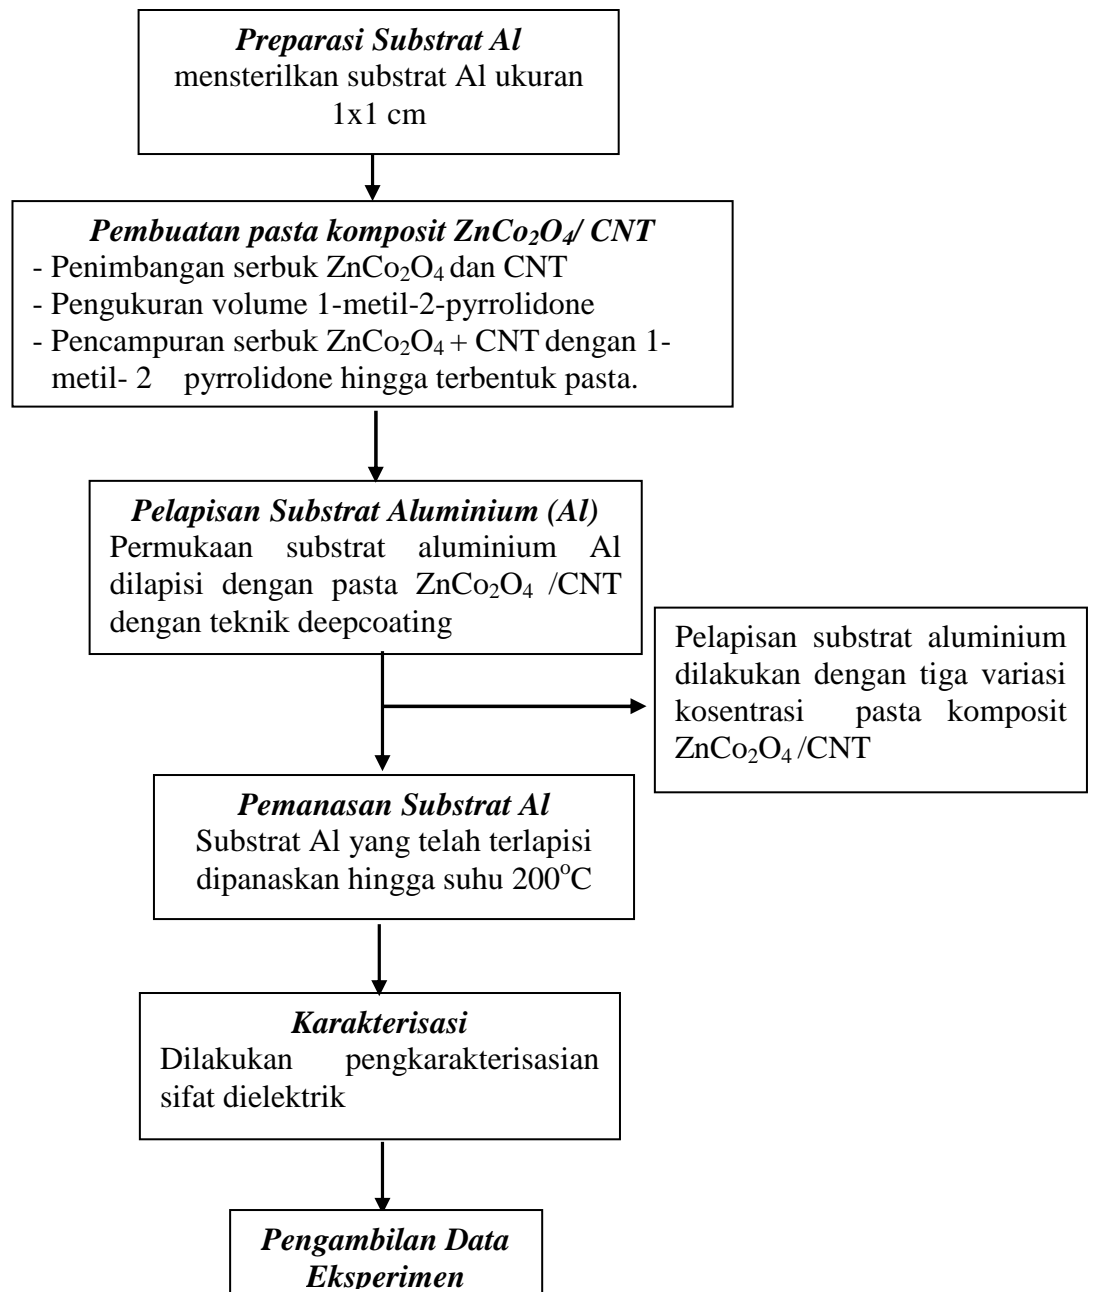 Preparasi Substrat Al
mensterilkan substrat Al ukuran
1x1 cm
Pembuatan pasta komposit ZnCo₂O₄/ CNT
- Penimbangan serbuk ZnCo₂O₄ dan CNT
- Pengukuran volume 1-metil-2-pyrrolidone
- Pencampuran serbuk ZnCo₂O₄ + CNT dengan 1-
metil- 2 pyrrolidone hingga terbentuk pasta.
Pelapisan Substrat Aluminium (Al)
Permukaan substrat aluminium Al
dilapisi dengan pasta ZnCo₂O₄ /CNT
dengan teknik deepcoating
Pelapisan substrat aluminium
dilakukan dengan tiga variasi
kosentrasi pasta komposit
ZnCo₂O₄ /CNT
Pemanasan Substrat Al
Substrat Al yang telah terlapisi
dipanaskan hingga suhu 200°C
Karakterisasi
Dilakukan pengkarakterisasian
sifat dielektrik
Pengambilan Data
Eksperimen